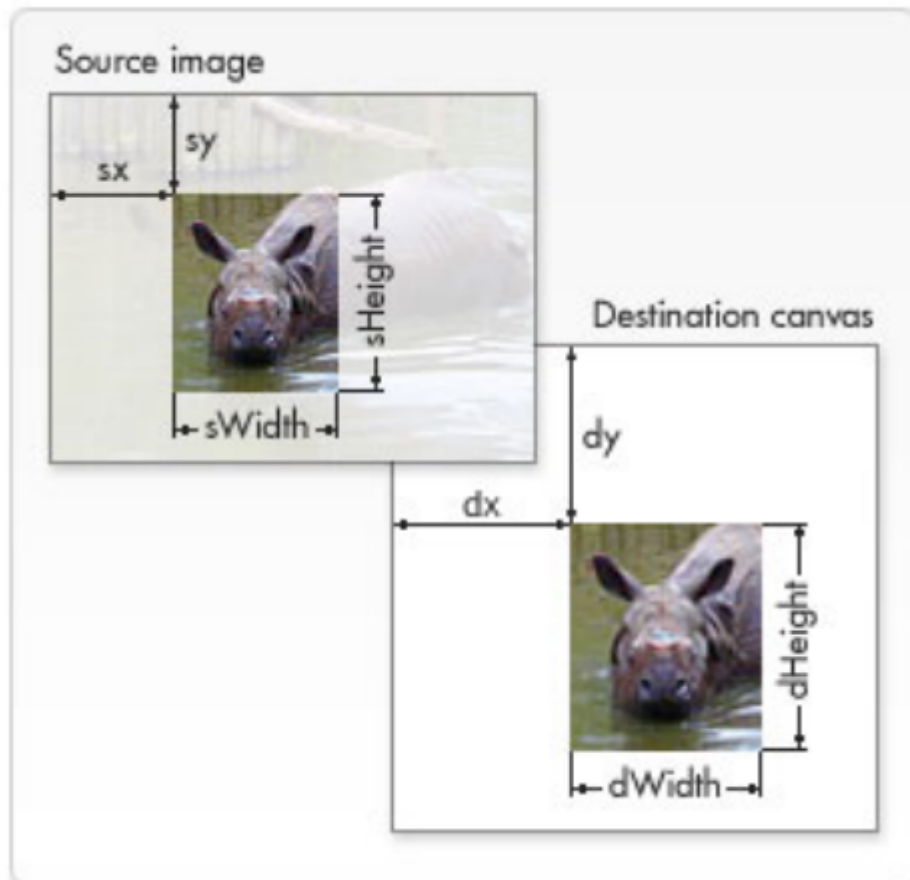 Source image
sy
sx
sHeight
sWidth
Destination canvas
dy
dx
dHeight
dWidth